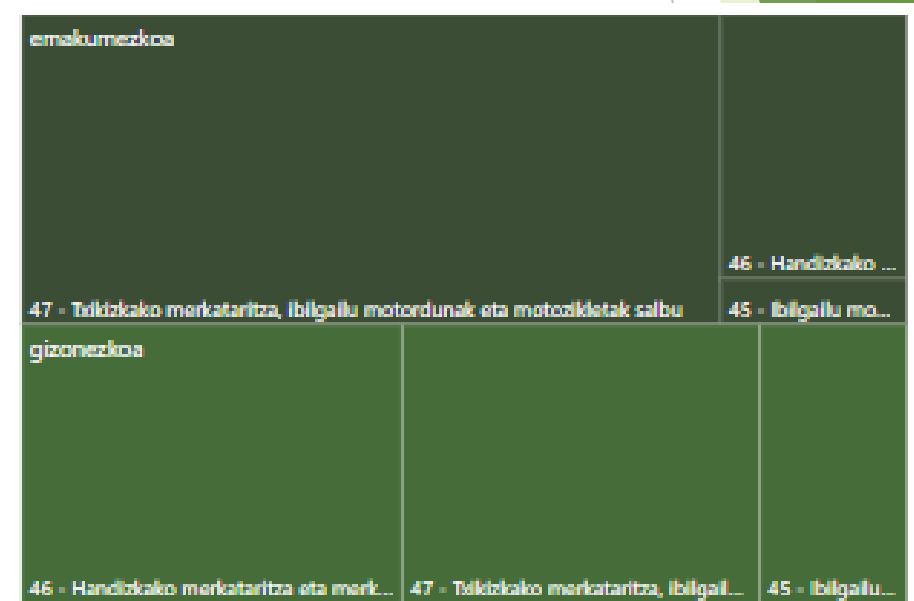 emakumezkoa
46 - Handizkako ...
47 - Txikizkako merkataritza, ibilgailu motordunak eta motozikletak salbu
45 - Ibilgailu mo...
gizonezkoa
46 - Handizkako merkataritza eta merk...
47 - Txikizkako merkataritza, ibilgail...
45 - Ibilgailu...